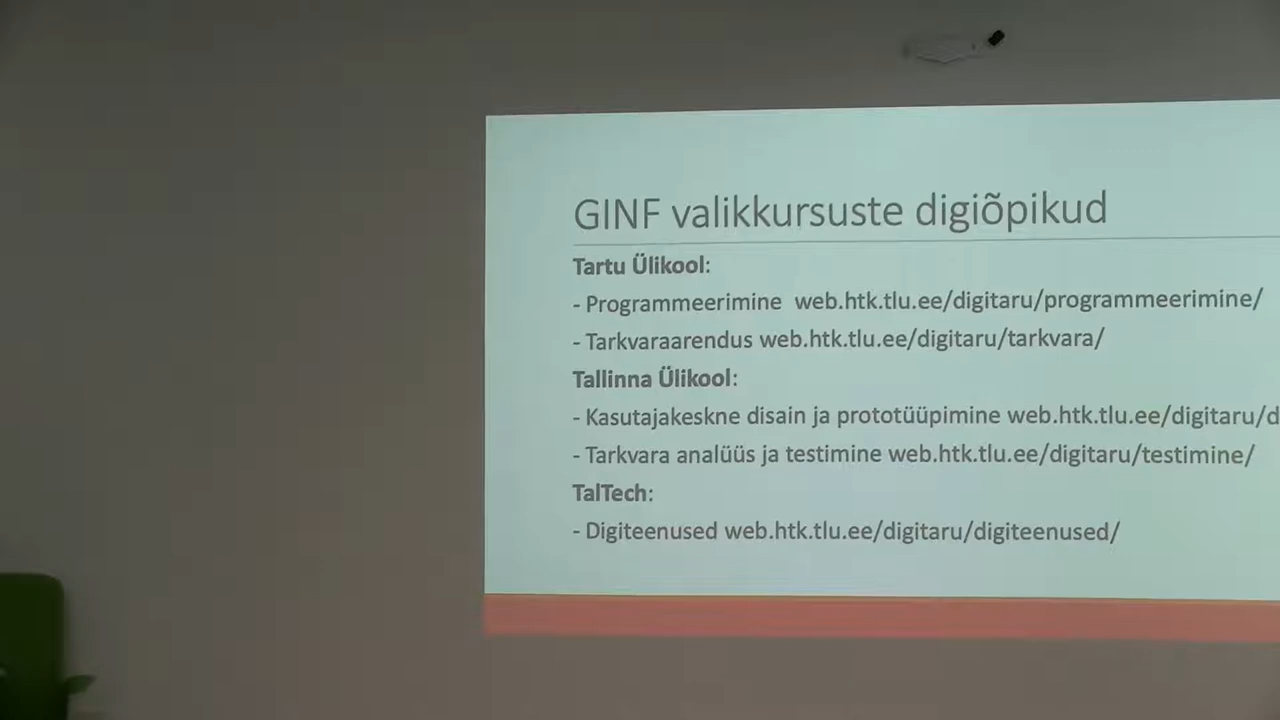 GINF valikkursuste digiõpikud
Tartu Ülikool:
- Programmeerimine web.htk.tlu.ee/digitaru/programmeerimine/
- Tarkvaraarendus web.htk.tlu.ee/digitaru/tarkvara/
Tallinna Ülikool:
- Kasutajakeskne disain ja prototüüpimine web.htk.tlu.ee/digitaru/d
- Tarkvara analüüs ja testimine web.htk.tlu.ee/digitaru/testimine/
TalTech:
- Digiteenused web.htk.tlu.ee/digitaru/digiteenused/